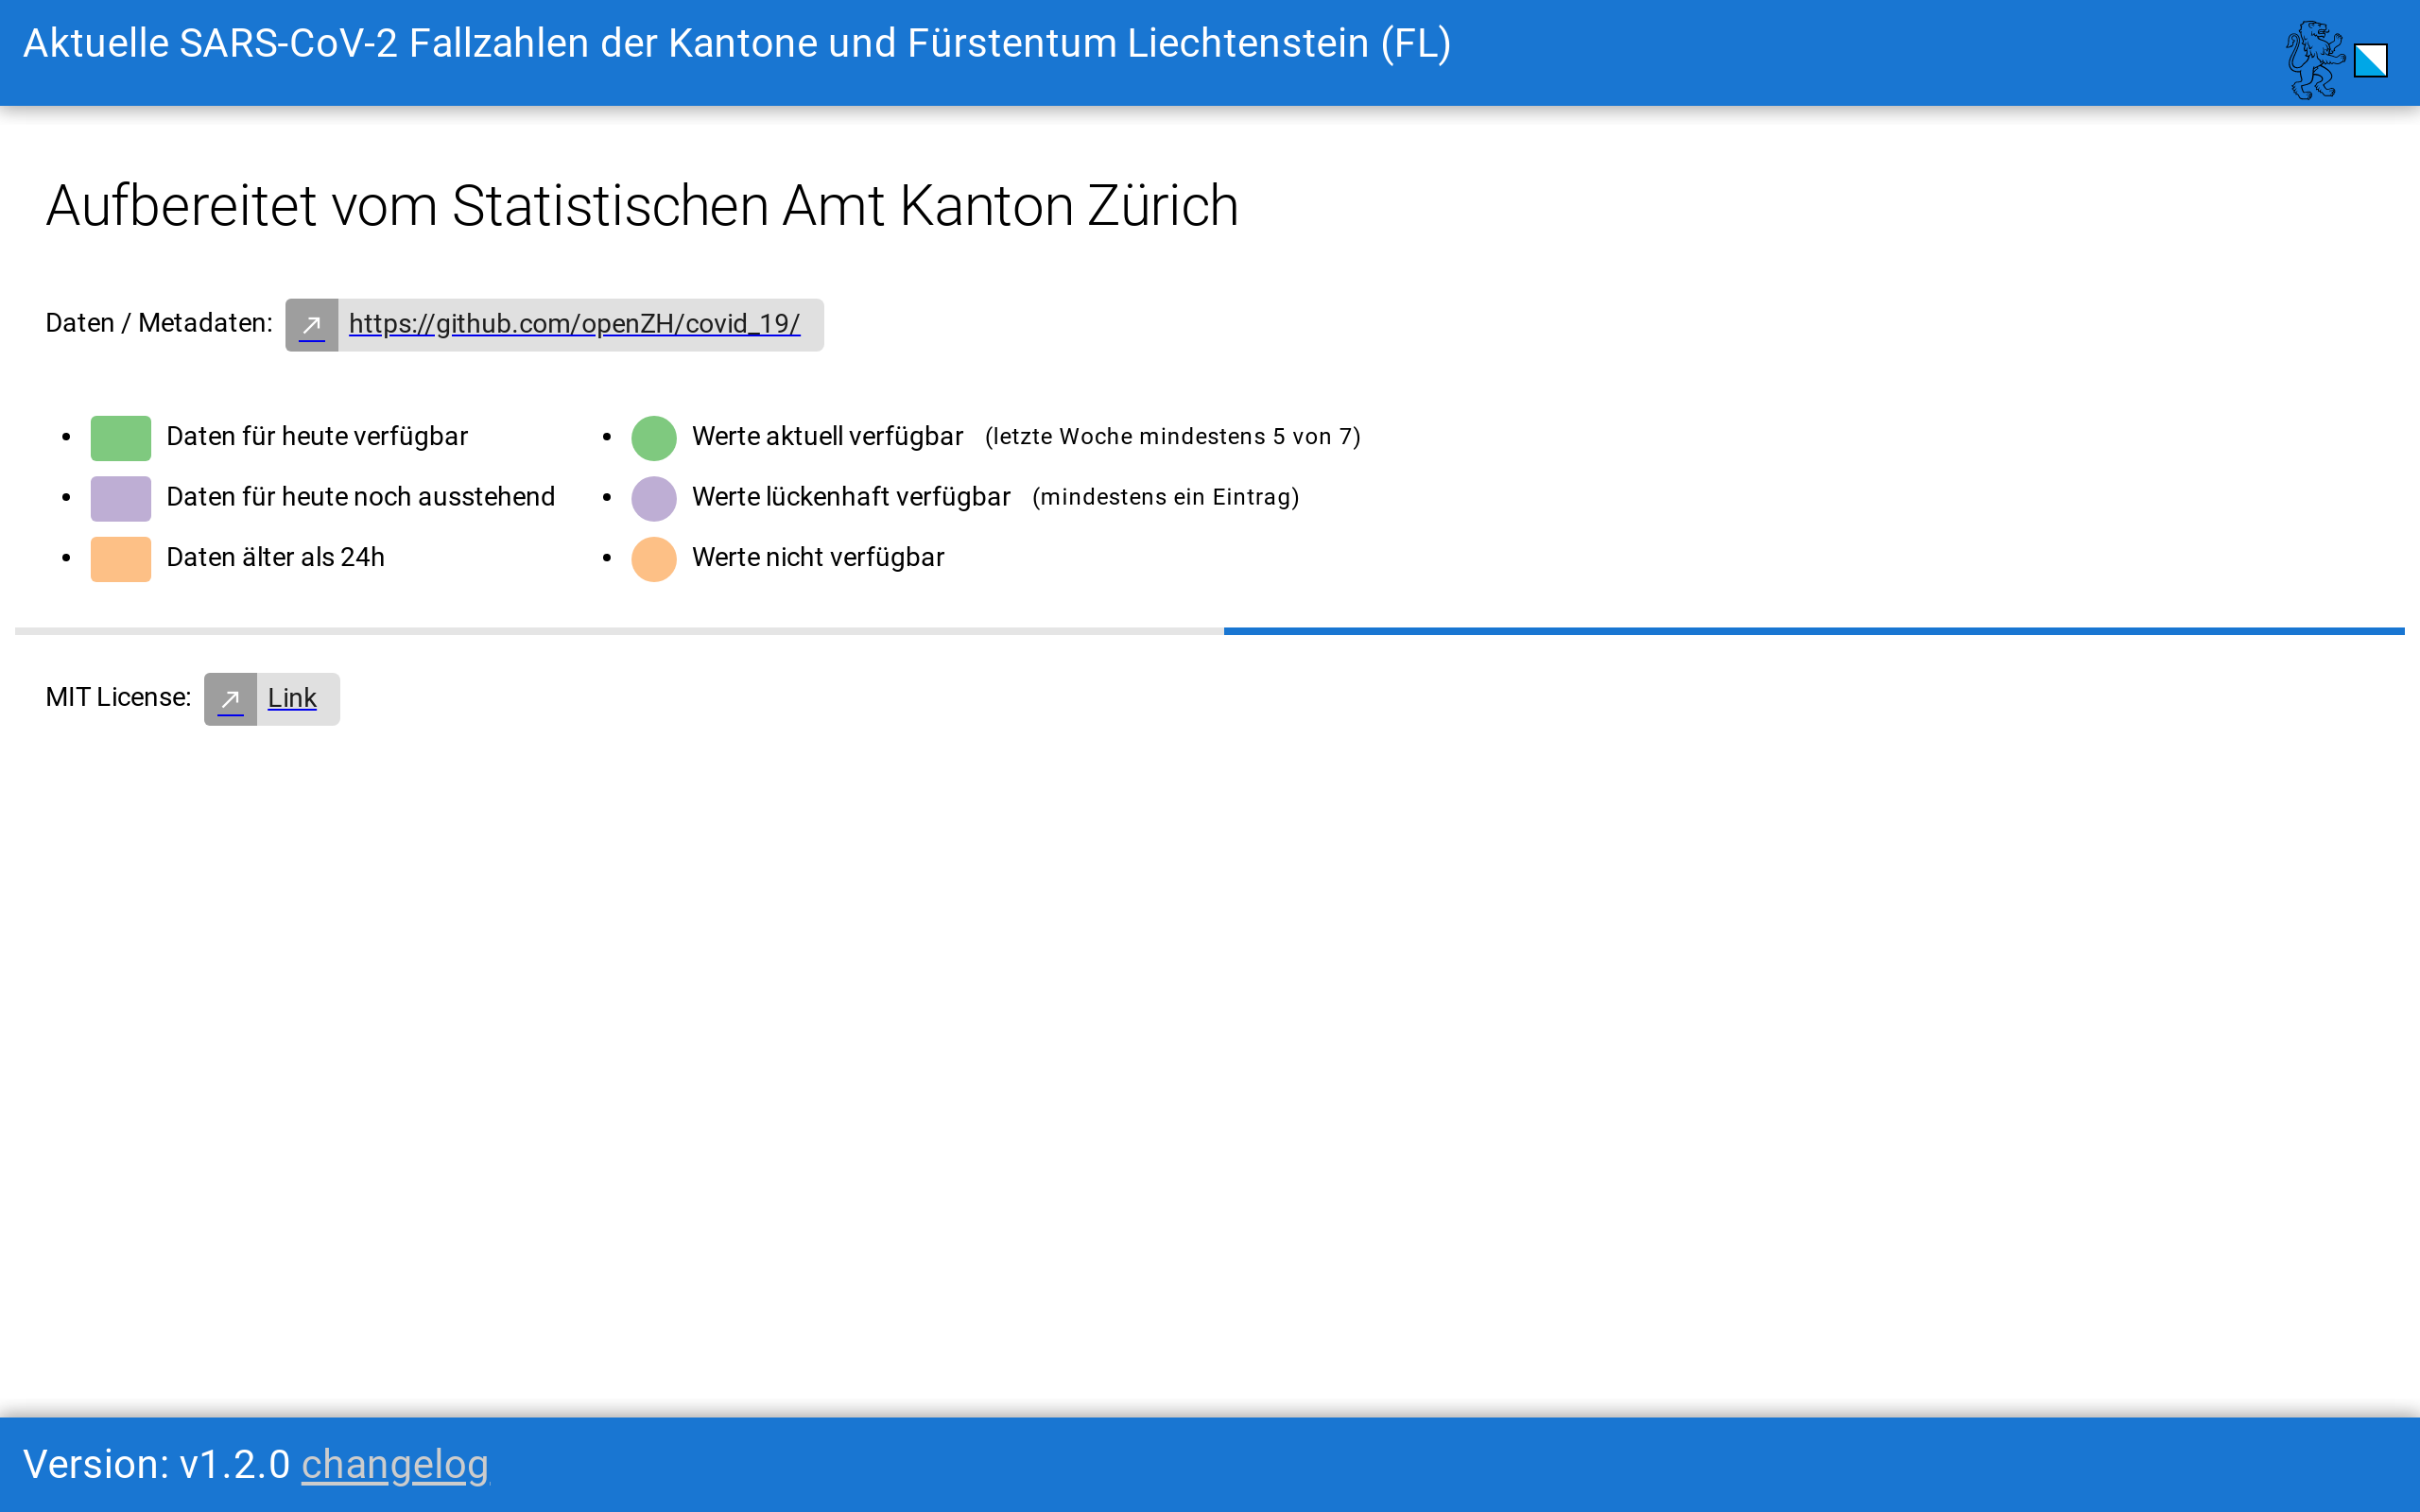 Aktuelle SARS-CoV-2 Fallzahlen der Kantone und Fürstentum Liechtenstein (FL)
Aufbereitet vom Statistischen Amt Kanton Zürich
Daten / Metadaten: https://github.com/openZH/covid_19/
Daten für heute verfügbar
Daten für heute noch ausstehend
Daten älter als 24h
Werte aktuell verfügbar (letzte Woche mindestens 5 von 7)
Werte lückenhaft verfügbar (mindestens ein Eintrag)
Werte nicht verfügbar
MIT License: Link
Version: v1.2.0 changelog